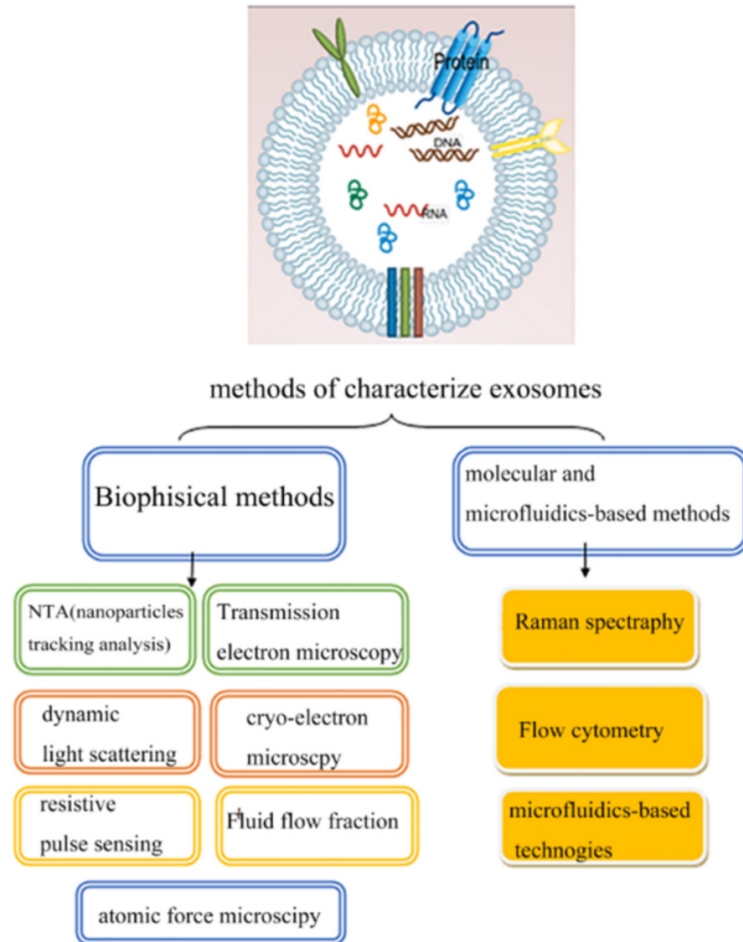 Protein
DNA
RNA
methods of characterize exosomes
Biophisical methods
NTA(nanoparticles
tracking analysis)
Transmission
electron microscopy
dynamic
light scattering
cryo-electron
microscpy
resistive
pulse sensing
Fluid flow fraction
atomic force microscipy
molecular and
microfluidics-based methods
Raman spectraphy
Flow cytometry
microfluidics-based
technogies